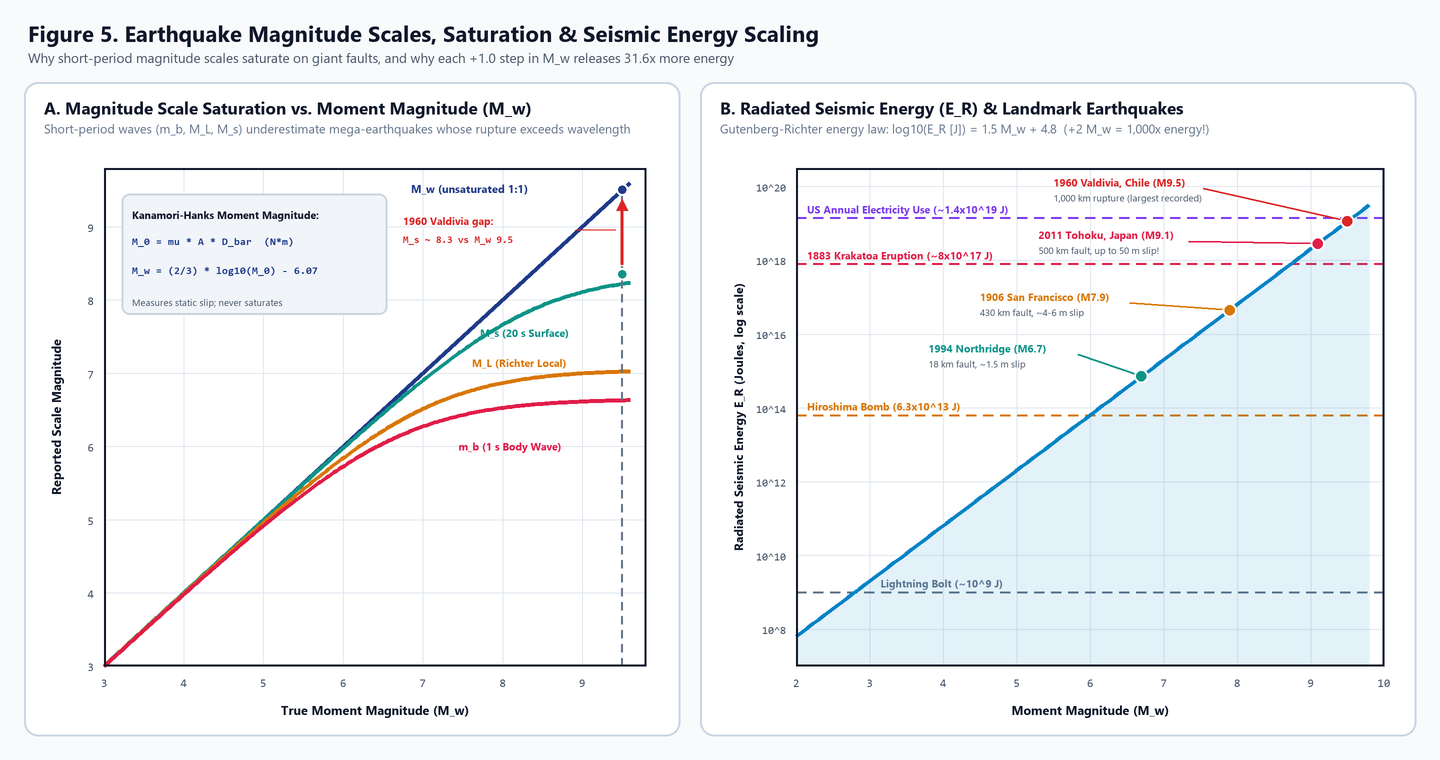 Figure 5. Earthquake Magnitude Scales, Saturation & Seismic Energy Scaling
Why short-period magnitude scales saturate on giant faults, and why each +1.0 step in M_w releases 31.6x more energy
A. Magnitude Scale Saturation vs. Moment Magnitude (M_w)
Short-period waves (m_b, M_L, M_s) underestimate mega-earthquakes whose rupture exceeds wavelength
Kanamori-Hanks Moment Magnitude:
M_0 = mu * A * D_bar (N*m)
M_w = (2/3) * log10(M_0) - 6.07
Measures static slip; never saturates
M_w (unsaturated 1:1)
1960 Valdivia gap:
M_s ~ 8.3 vs M_w 9.5
M_s (20 s Surface)
M_L (Richter Local)
m_b (1 s Body Wave)
Reported Scale Magnitude
9
8
7
6
5
4
3
3 4 5 6 7 8 9
True Moment Magnitude (M_w)
B. Radiated Seismic Energy (E_R) & Landmark Earthquakes
Gutenberg-Richter energy law: log10(E_R [J]) = 1.5 M_w + 4.8 (+2 M_w = 1,000x energy!)
1960 Valdivia, Chile (M9.5)
1,000 km rupture (largest recorded)
US Annual Electricity Use (~1.4x10^19 J)
2011 Tohoku, Japan (M9.1)
500 km fault, up to 50 m slip!
1883 Krakatoa Eruption (~8x10^17 J)
1906 San Francisco (M7.9)
430 km fault, ~4-6 m slip
1994 Northridge (M6.7)
18 km fault, ~1.5 m slip
Hiroshima Bomb (6.3x10^13 J)
Lightning Bolt (~10^9 J)
Radiated Seismic Energy E_R (Joules, log scale)
10^20
10^18
10^16
10^14
10^12
10^10
10^8
2 3 4 5 6 7 8 9 10
Moment Magnitude (M_w)